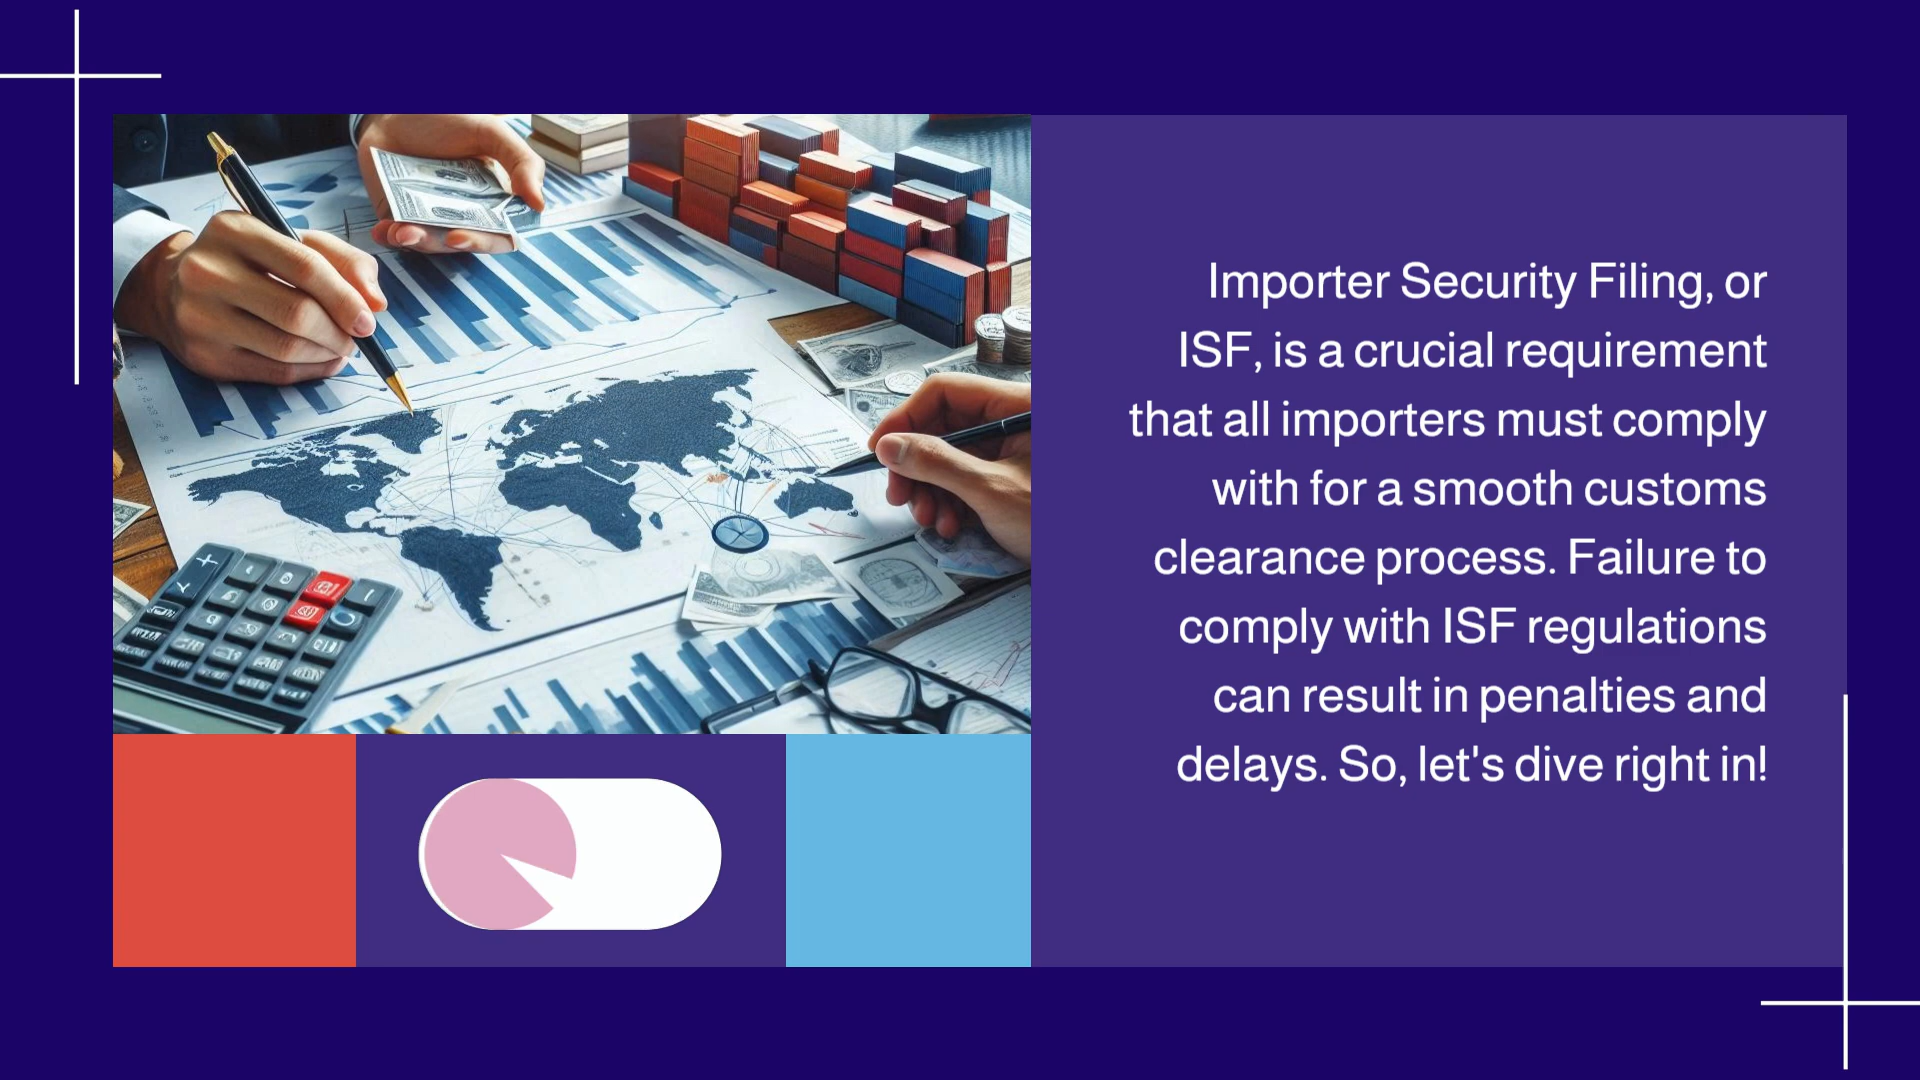 Importer Security Filing, or
ISF, is a crucial requirement
that all importers must comply
with for a smooth customs
clearance process. Failure to
comply with ISF regulations
can result in penalties and
delays. So, let's dive right in!